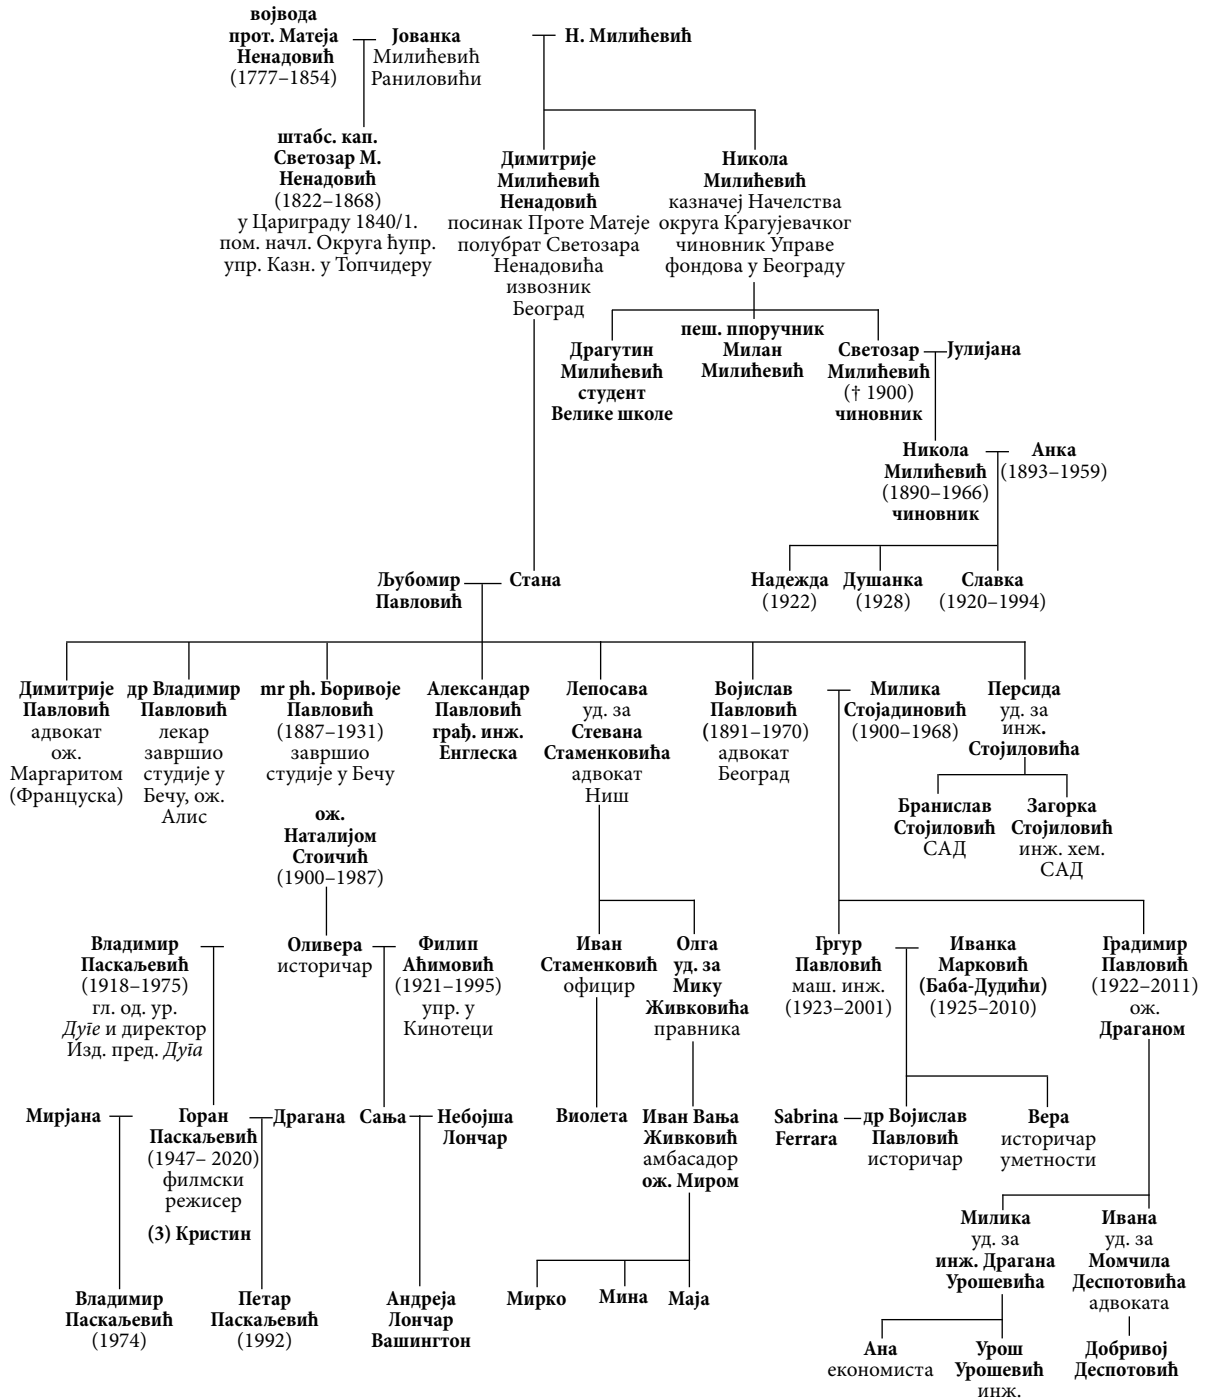 војвода
прот. Матеја
Ненадовић
(1777–1854)
Јованка
Милићевић
Раниловићи
Н. Милићевић
штабс. кап.
Светозар М.
Ненадовић
(1822–1868)
у Цариграду 1840/1.
пом. начл. Округа ћупр.
упр. Казн. у Топчидеру
Димитрије
Милићевић
Ненадовић
посинак Проте Матеје
полубрат Светозара
Ненадовића
извозник
Београд
Никола
Милићевић
казначеј Начелства
округа Крагујевачког
чиновник Управе
фондова у Београду
Драгутин
Милићевић
студент
Велике школе
пеш. ппоручник
Милан
Милићевић
Светозар
Милићевић
(† 1900)
чиновник
Јулијана
Никола
Милићевић
(1890–1966)
чиновник
Анка
(1893–1959)
Надежда
(1922)
Душанка
(1928)
Славка
(1920–1994)
Љубомир
Павловић
Стана
Димитрије
Павловић
адвокат
ож.
Маргаритом
(Француска)
др Владимир
Павловић
лекар
завршио
студије у
Бечу, ож.
Алис
mr ph. Боривоје
Павловић
(1887–1931)
завршио
студије у Бечу
ож.
Наталијом
Стоичић
(1900–1987)
Александар
Павловић
грађ. инж.
Енглеска
Лепосава
уд. за
Стевана
Стаменковића
адвокат
Ниш
Војислав
Павловић
(1891–1970)
адвокат
Београд
Милика
Стојадиновић
(1900–1968)
Персида
уд. за
инж.
Стојиловића
Бранислав
Стојиловић
САД
Загорка
Стојиловић
инж. хем.
САД
Владимир
Паскаљевић
(1918–1975)
гл. од. ур.
Дуге и директор
Изд. пред. Дуга
Оливера
историчар
Филип
Аћимовић
(1921–1995)
упр. у
Кинотеци
Иван
Стаменковић
официр
Олга
уд. за
Мику
Живковића
правника
Гргур
Павловић
маш. инж.
(1923–2001)
Иванка
Марковић
(Баба-Дудићи)
(1925–2010)
Градимир
Павловић
(1922–2011)
ож.
Драганом
Мирјана
Горан
Паскаљевић
(1947– 2020)
филмски
режисер
(3) Кристин
Драгана
Сања
Небојша
Лончар
Виолета
Иван Вања
Живковић
амбасадор
ож. Миром
Sabrina
Ferrara
др Војислав
Павловић
историчар
Вера
историчар
уметности
Милика
уд. за
инж. Драгана
Урошевића
Ивана
уд. за
Момчила
Деспотовића
адвоката
Владимир
Паскаљевић
(1974)
Петар
Паскаљевић
(1992)
Андреја
Лончар
Вашингтон
Мирко
Мина
Маја
Ана
економиста
Урош
Урошевић
инж.
Добривој
Деспотовић